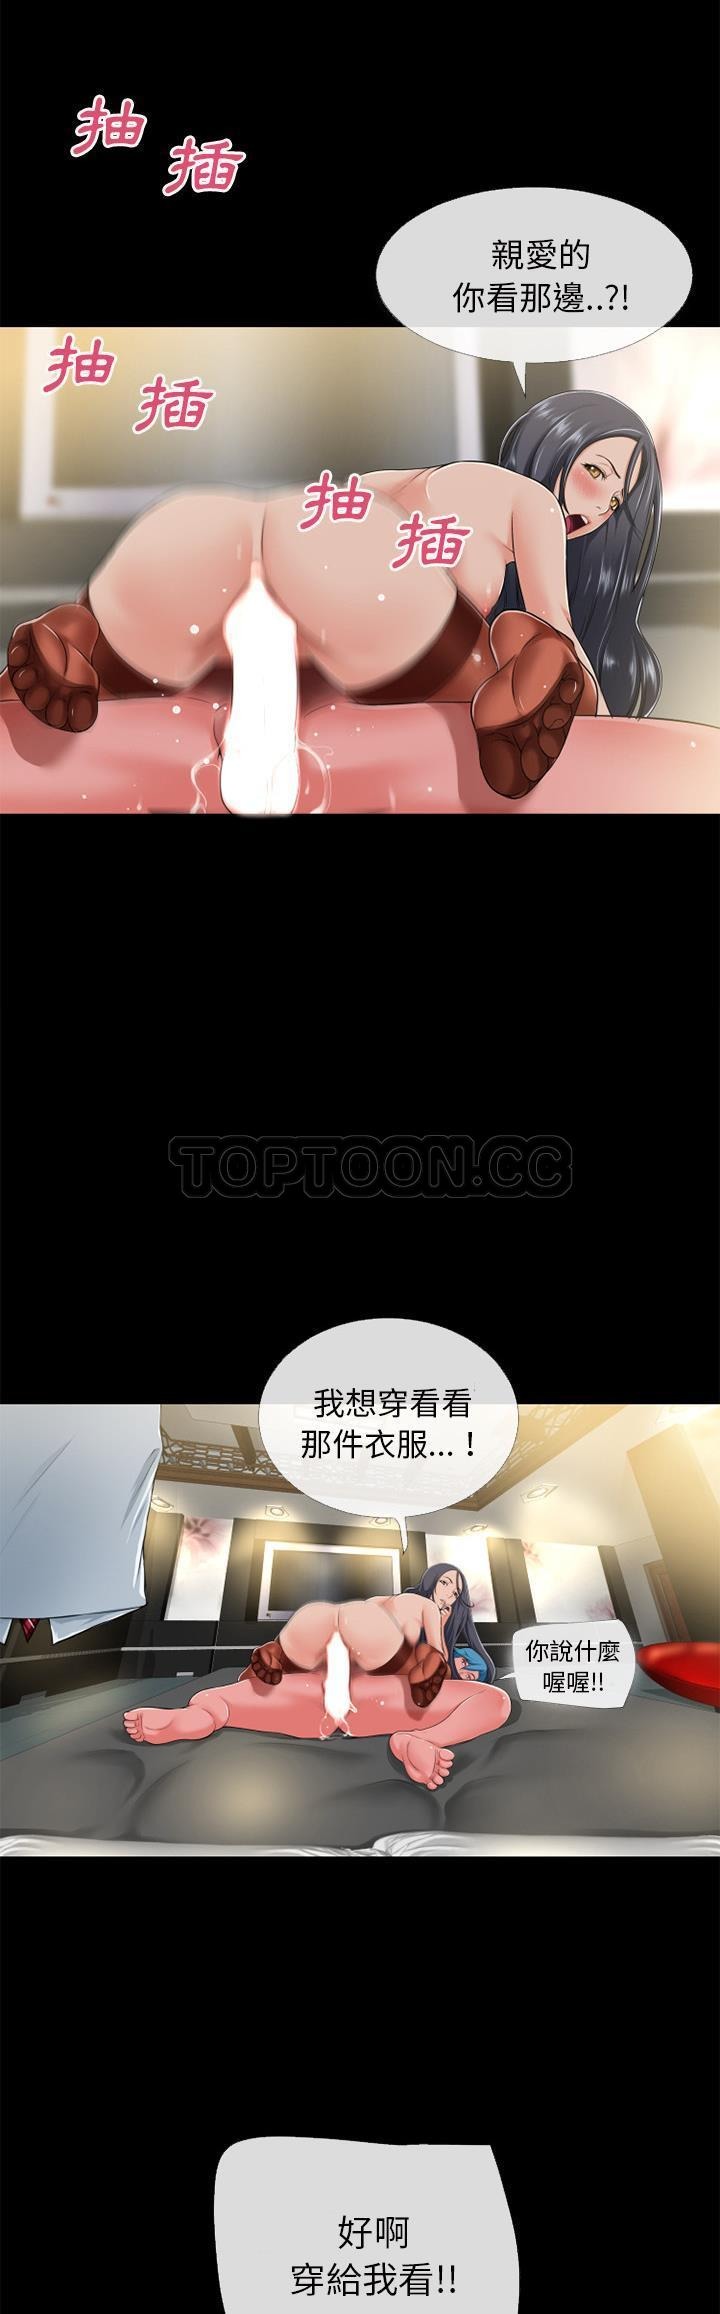 抽
插
親愛的
你看那邊..?!
抽
插
抽
插
TOPTOON.CC
我想穿看看
那件衣服...！
你說什麼
喔喔!!
好啊
穿給我看!!